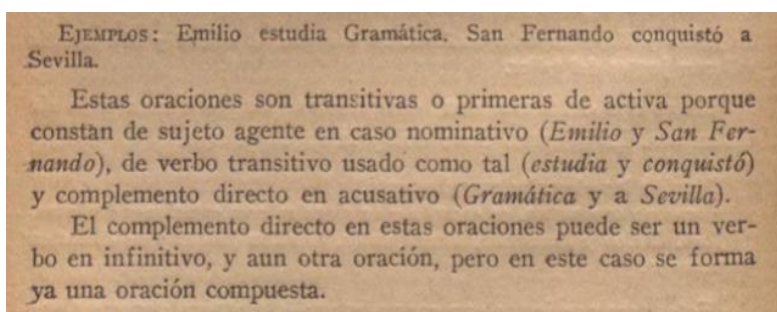 EJEMPLOS: Emilio estudia Gramática. San Fernando conquistó a
Sevilla.
Estas oraciones son transitivas o primeras de activa porque
constan de sujeto agente en caso nominativo (Emilio y San Fer-
nando), de verbo transitivo usado como tal (estudia y conquistó)
y complemento directo en acusativo (Gramática y a Sevilla).
El complemento directo en estas oraciones puede ser un ver-
bo en infinitivo, y aun otra oración, pero en este caso se forma
ya una oración compuesta.